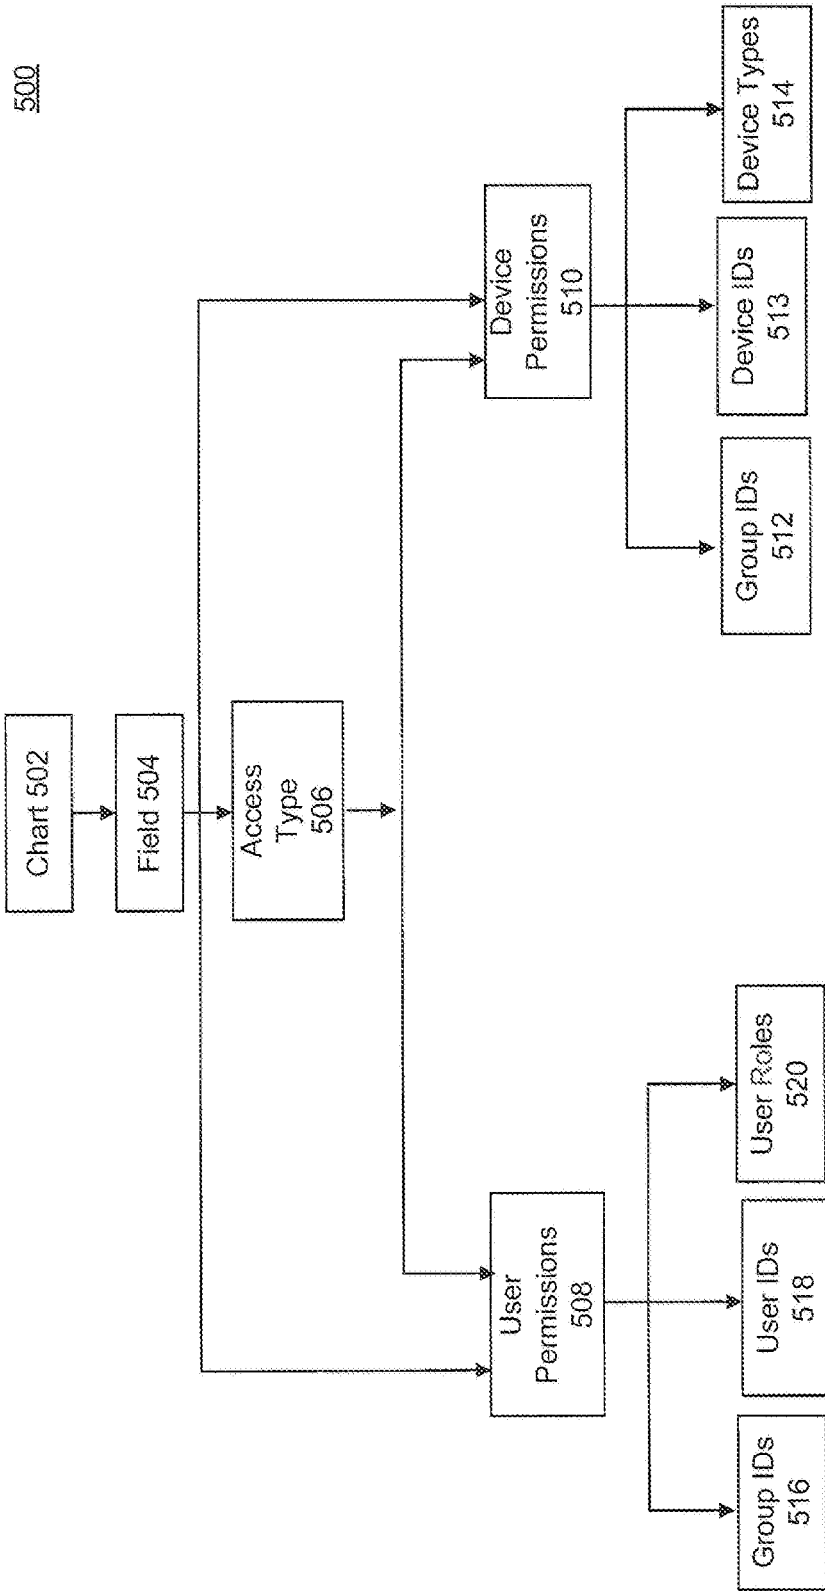 500
Chart 502
Field 504
Access
Type
506
User
Permissions
508
Device
Permissions
510
Group IDs
516
User IDs
518
User Roles
520
Group IDs
512
Device IDs
513
Device Types
514